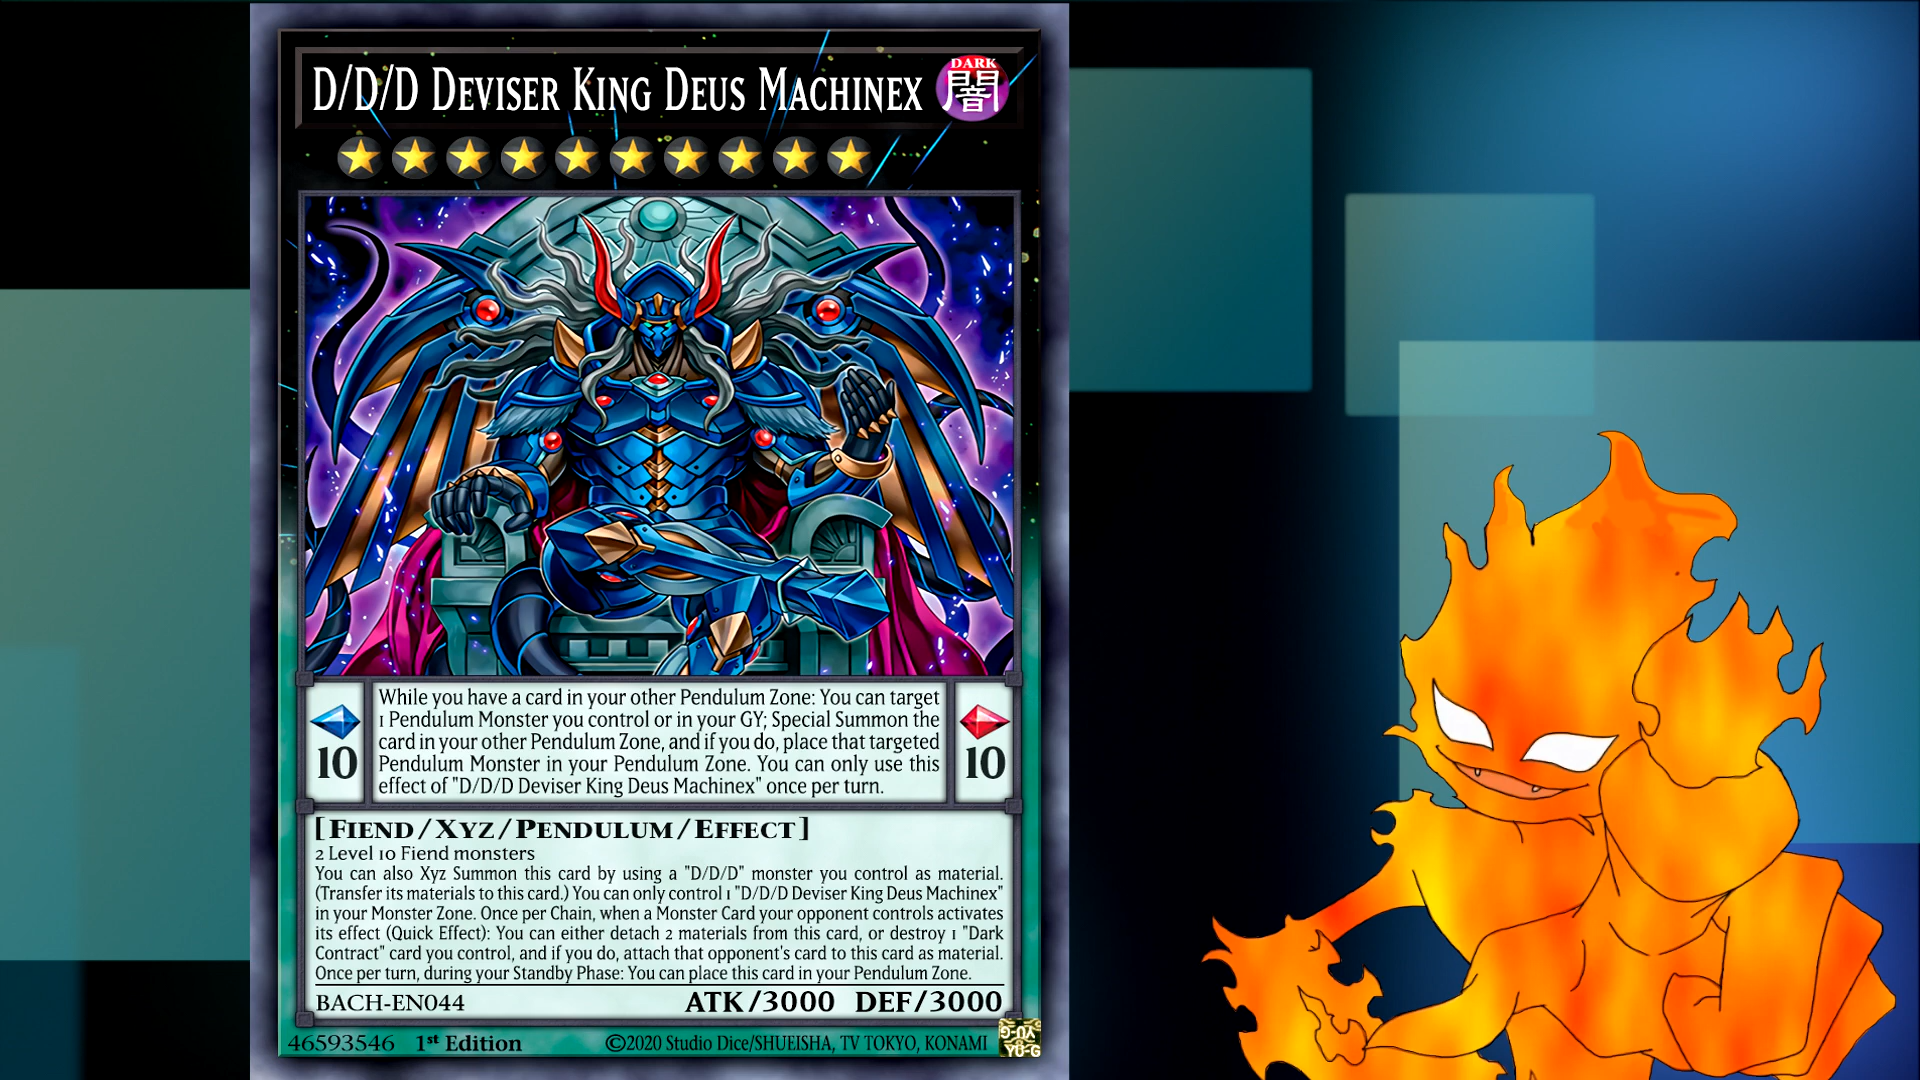 D/D/D DEVISER KING DEUS MACHINEX
DARK
闇
While you have a card in your other Pendulum Zone: You can target
1 Pendulum Monster you control or in your GY; Special Summon the
card in your other Pendulum Zone, and if you do, place that targeted
Pendulum Monster in your Pendulum Zone. You can only use this
effect of "D/D/D Deviser King Deus Machinex" once per turn.
10
10
[FIEND/XYZ/PENDULUM/EFFECT]
2 Level 10 Fiend monsters
You can also Xyz Summon this card by using a "D/D/D" monster you control as material.
(Transfer its materials to this card.) You can only control 1 "D/D/D Deviser King Deus Machinex"
in your Monster Zone. Once per Chain, when a Monster Card your opponent controls activates
its effect (Quick Effect): You can either detach 2 materials from this card, or destroy 1 "Dark
Contract" card you control, and if you do, attach that opponent's card to this card as material.
Once per turn, during your Standby Phase: You can place this card in your Pendulum Zone.
BACH-EN044 ATK/3000 DEF/3000
46593546 1st Edition ©2020 Studio Dice/SHUEISHA, TV TOKYO, KONAMI